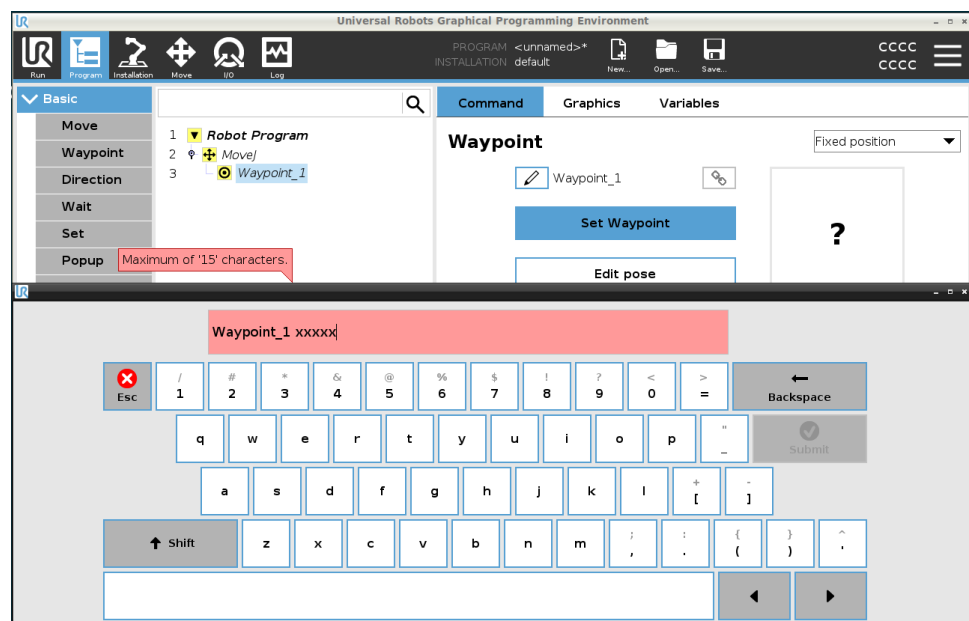 Universal Robots Graphical Programming Environment
UR
Run
Program
Installation
Move
I/O
Log
PROGRAM <unnamed>*
INSTALLATION default
New...
Open...
Save...
CCCC
CCCC
Basic
Move
Waypoint
Direction
Wait
Set
Popup
1 Robot Program
2 MoveJ
3 Waypoint_1
Command Graphics Variables
Waypoint
Fixed position
Waypoint_1
Set Waypoint
?
Edit pose
Maximum of '15' characters.
Waypoint_1 xxxxx
Esc
/ # * & @ % $ ! ? < >
1 2 3 4 5 6 7 8 9 0 =
Backspace
q w e r t y u i o p " _
Submit
a s d f g h j k l + [ - ]
Shift z x c v b n m ; , : . { ( } ) ^ '